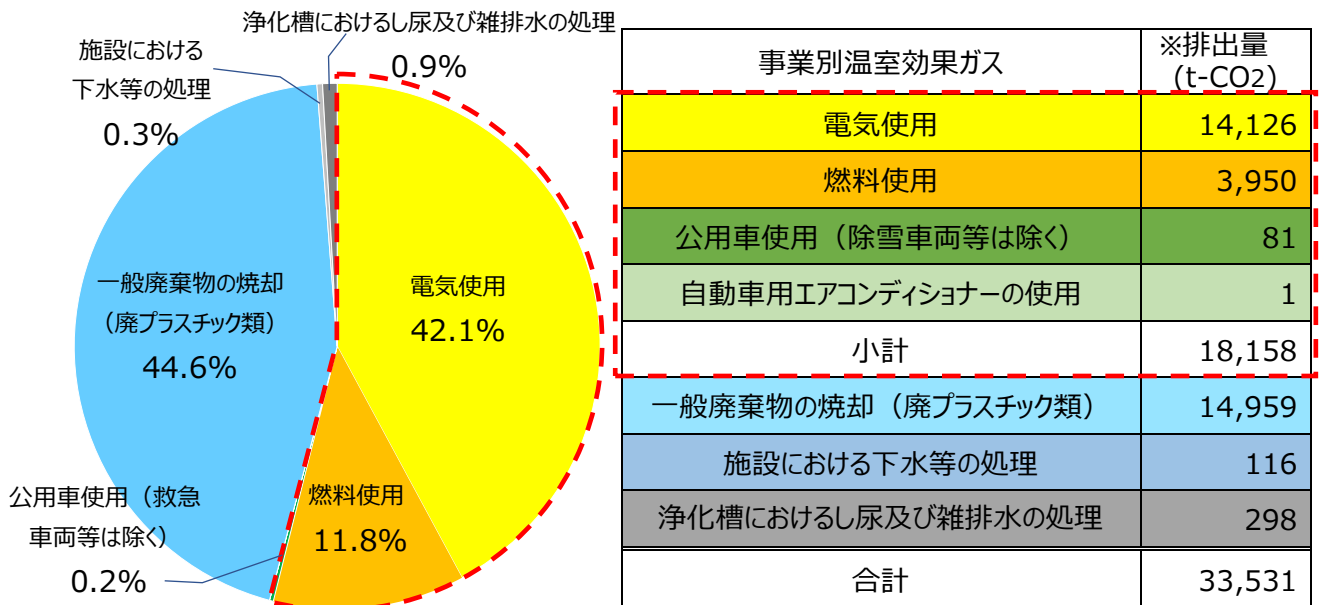 浄化槽におけるし尿及び雑排水の処理
0.9%
施設における
下水等の処理
0.3%
一般廃棄物の焼却
（廃プラスチック類）
44.6%
電気使用
42.1%
燃料使用
11.8%
公用車使用（救急
車両等は除く）
0.2%
事業別温室効果ガス ※排出量
(t-CO2)
電気使用 14,126
燃料使用 3,950
公用車使用（除雪車両等は除く） 81
自動車用エアコンディショナーの使用 1
小計 18,158
一般廃棄物の焼却（廃プラスチック類） 14,959
施設における下水等の処理 116
浄化槽におけるし尿及び雑排水の処理 298
合計 33,531